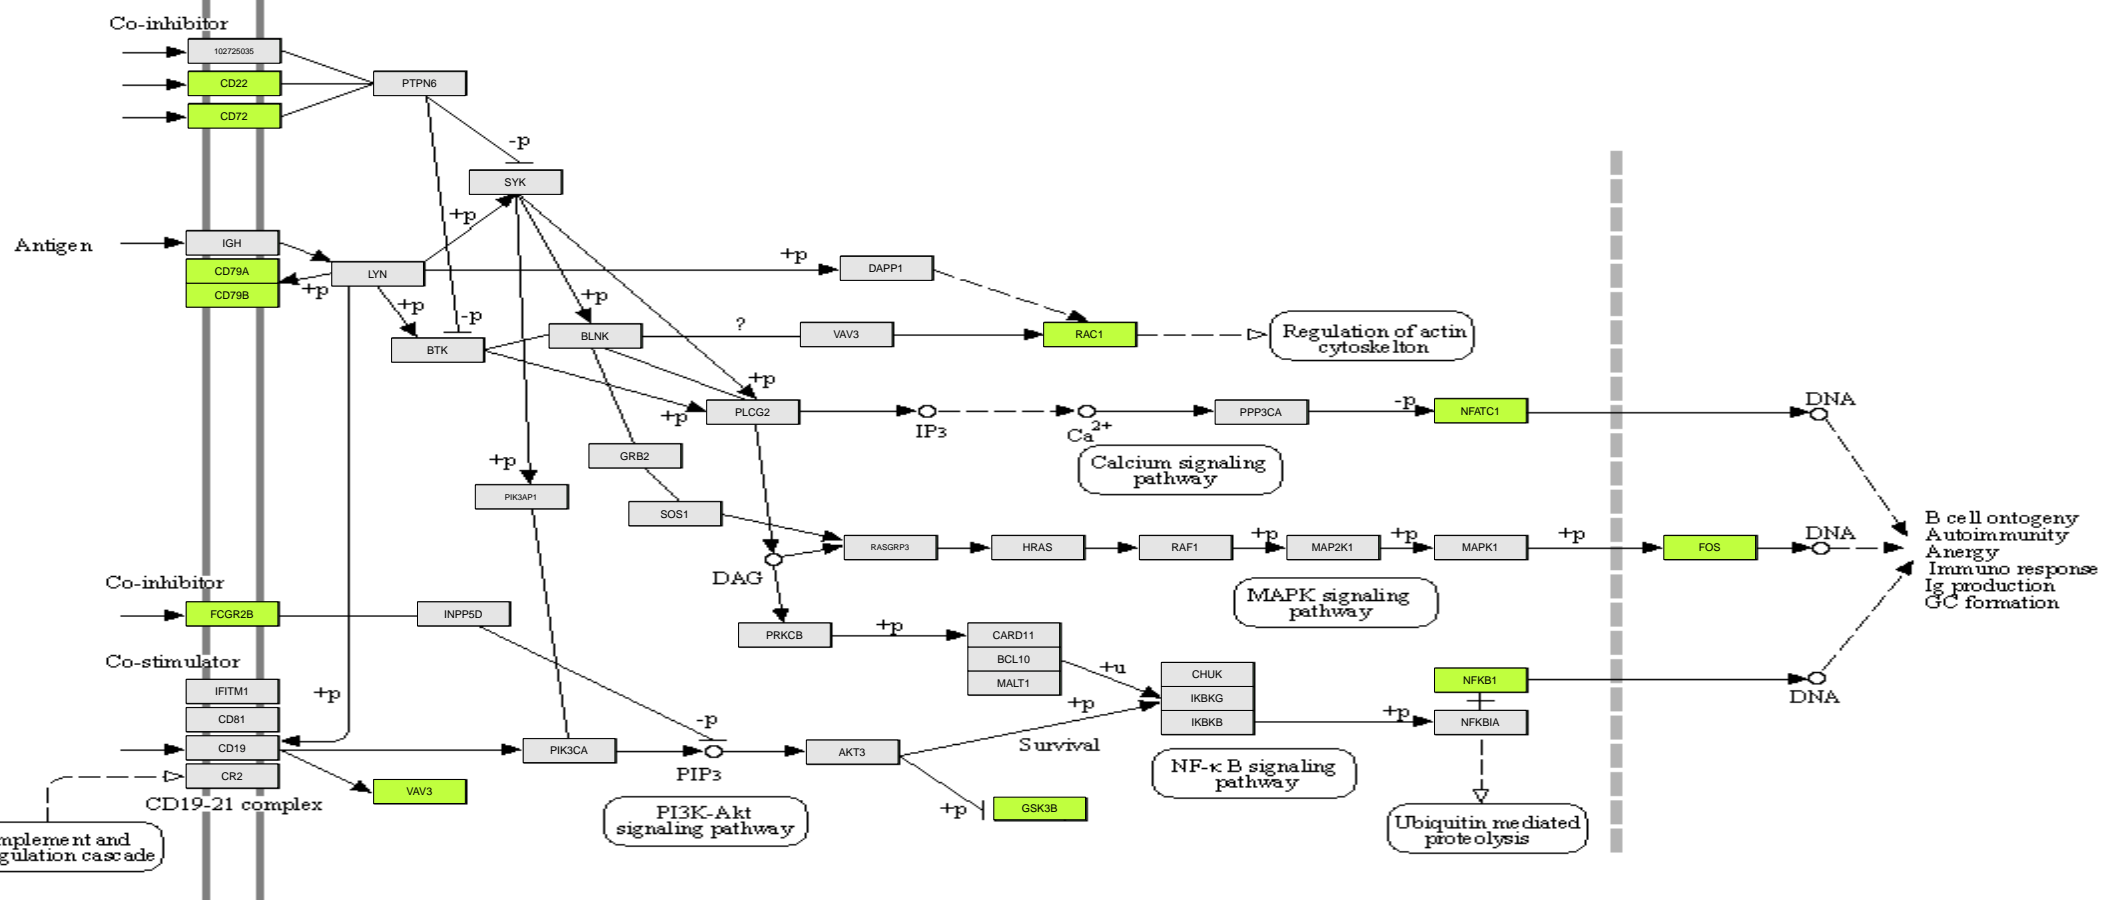 Co-inhibitor
102725035
CD22
PTPN6
CD72
-p
SYK
+p
Antigen
IGH
+p
DAPP1
CD79A
LYN
CD79B
+p
+p
-p
+p
?
BTK
BLNK
VAV3
RAC1
Regulation of actin
cytoskelton
+p
+p
PLCG2
IP3
Ca2+
PPP3CA
-p
NFATC1
DNA
GRB2
Calcium signaling
pathway
+p
PIK3AP1
SOS1
RASGRP3
HRAS
RAF1
+p
MAP2K1
+p
MAPK1
+p
FOS
DNA
B cell ontogeny
Autoimmunity
Anergy
Immuno response
Ig production
GC formation
DAG
MAPK signaling
pathway
Co-inhibitor
FCGR2B
INPP5D
PRKCB
+p
CARD11
BCL10
MALT1
+u
CHUK
IKBKG
IKBKB
+p
+p
NFKB1
NFKBIA
DNA
Co-stimulator
IFITM1
CD81
CD19
CR2
+p
CD19-21 complex
VAV3
PIK3CA
-p
PIP3
AKT3
Survival
+p
GSK3B
PI3K-Akt
signaling pathway
NF-κ B signaling
pathway
Ubiquitin mediated
proteolysis
mplement and
gulation cascade